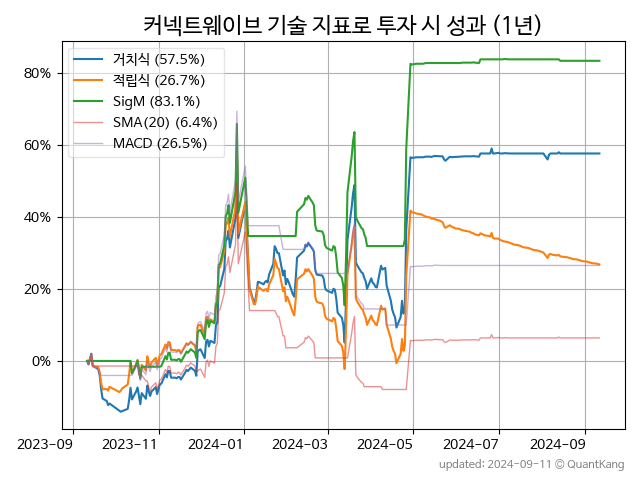 커넥트웨이브 기술 지표로 투자 시 성과 (1년)
거치식 (57.5%)
적립식 (26.7%)
SigM (83.1%)
SMA(20) (6.4%)
MACD (26.5%)
80%
60%
40%
20%
0%
2023-09 2023-11 2024-01 2024-03 2024-05 2024-07 2024-09
updated: 2024-09-11 © QuantKang